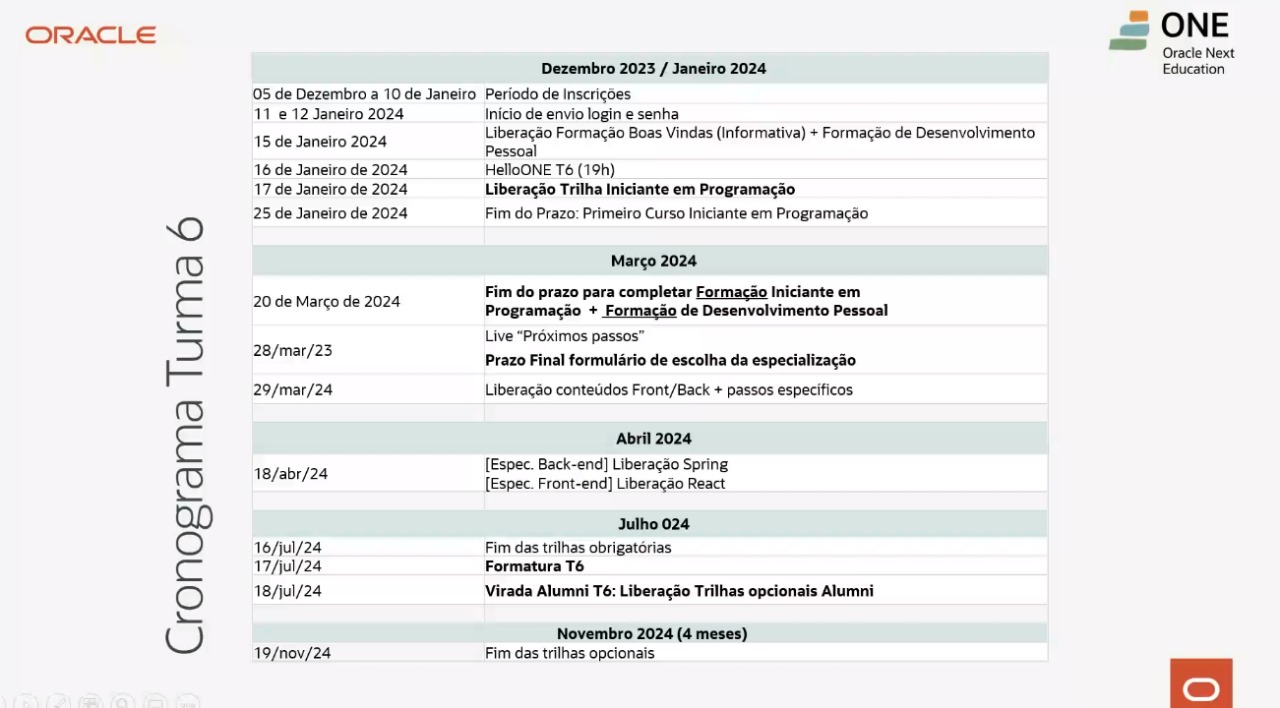 ORACLE
ONE
Oracle Next
Education
Cronograma Turma 6
Dezembro 2023 / Janeiro 2024
05 de Dezembro a 10 de Janeiro Período de Inscrições
11 e 12 Janeiro 2024 Início de envio login e senha
15 de Janeiro 2024 Liberação Formação Boas Vindas (Informativa) + Formação de Desenvolvimento
Pessoal
16 de Janeiro de 2024 HelloONE T6 (19h)
17 de Janeiro de 2024 Liberação Trilha Iniciante em Programação
25 de Janeiro de 2024 Fim do Prazo: Primeiro Curso Iniciante em Programação
Março 2024
20 de Março de 2024 Fim do prazo para completar Formação Iniciante em
Programação + Formação de Desenvolvimento Pessoal
28/mar/23 Live “Próximos passos”
Prazo Final formulário de escolha da especialização
29/mar/24 Liberação conteúdos Front/Back + passos específicos
Abril 2024
18/abr/24 [Espec. Back-end] Liberação Spring
[Espec. Front-end] Liberação React
Julho 024
16/jul/24 Fim das trilhas obrigatórias
17/jul/24 Formatura T6
18/jul/24 Virada Alumni T6: Liberação Trilhas opcionais Alumni
Novembro 2024 (4 meses)
19/nov/24 Fim das trilhas opcionais